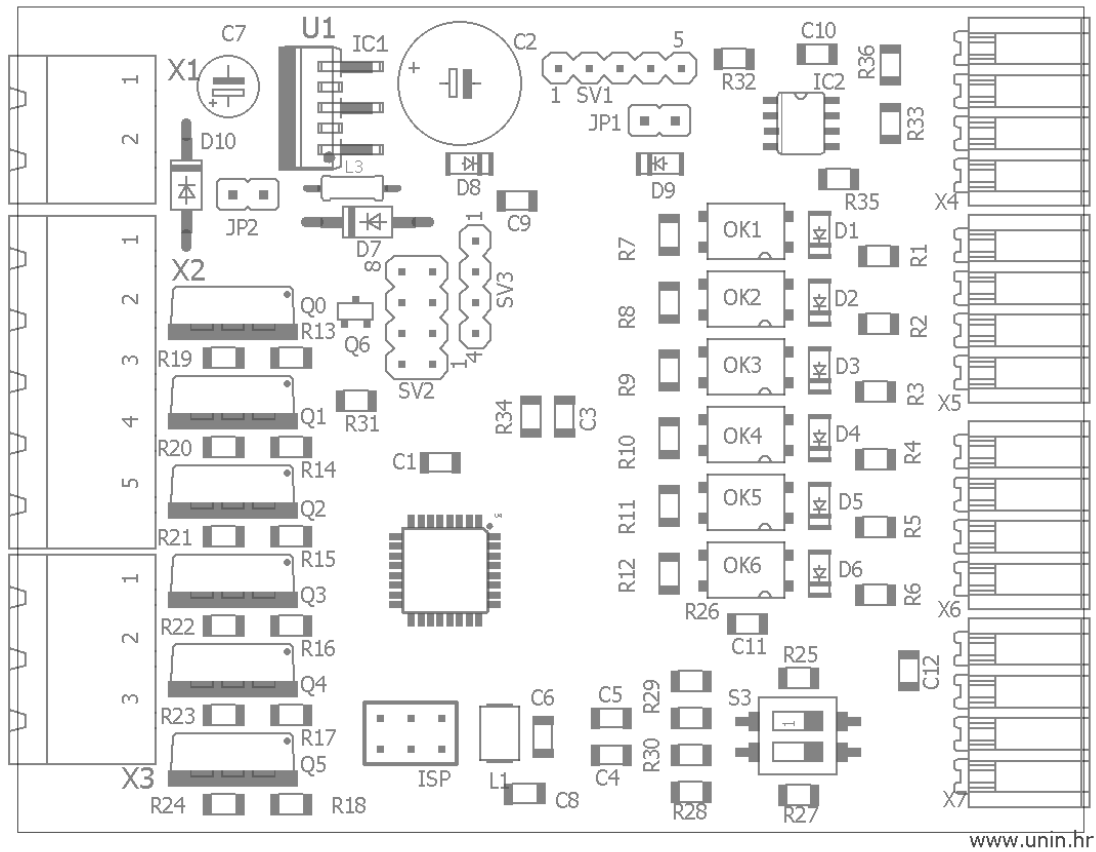 U1
C7
IC1
C2
5
C10
R36
X1
1
R32
IC2
1
SV1
2
JP1
R33
D10
L3
D8
D9
R35
X4
JP2
C9
1
D7
R7
OK1
D1
R1
1
X2
8
SV3
2
Q0
R13
R8
OK2
D2
R2
Q6
3
R19
1
4
SV2
R9
OK3
D3
R3
X5
4
Q1
R31
R34
C3
R20
R14
C1
R10
OK4
D4
R4
5
Q2
R21
R11
OK5
D5
R5
R15
1
Q3
R12
OK6
D6
R6
R22
R26
X6
2
R16
C11
Q4
R25
C12
3
R23
R17
C6
C5
R29
S3
1
X3
Q5
ISP
L1
C4
R30
R24
R18
C8
R28
R27
X7
www.unin.hr